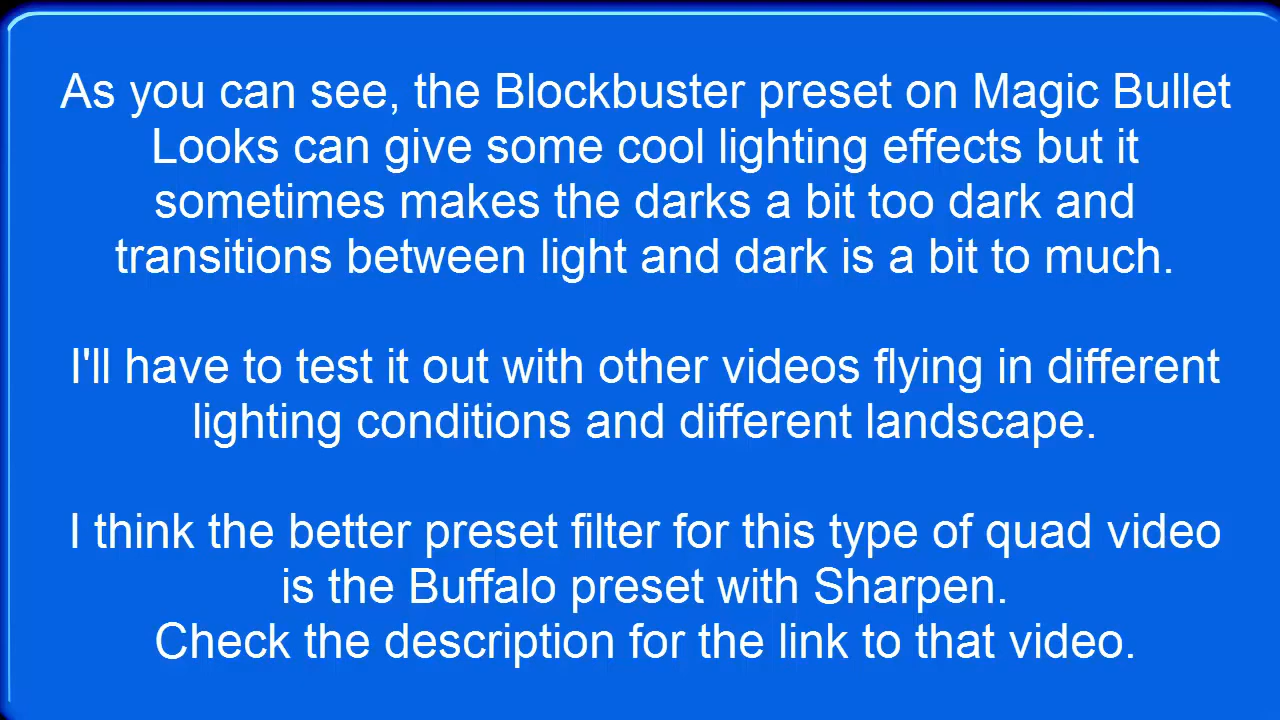 As you can see, the Blockbuster preset on Magic Bullet
Looks can give some cool lighting effects but it
sometimes makes the darks a bit too dark and
transitions between light and dark is a bit to much.
I'll have to test it out with other videos flying in different
lighting conditions and different landscape.
I think the better preset filter for this type of quad video
is the Buffalo preset with Sharpen.
Check the description for the link to that video.